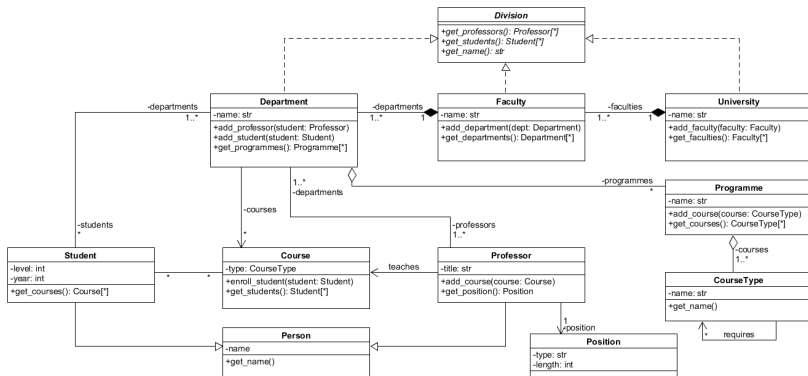 Division
+get_professors(): Professor[*]
+get_students(): Student[*]
+get_name(): str
Department
-name: str
+add_professor(student: Professor)
+add_student(student: Student)
+get_programmes(): Programme[*]
-departments
1..*
-departments
1..*
1
Faculty
-name: str
+add_department(dept: Department)
+get_departments(): Department[*]
-faculties
1..*
1
University
-name: str
+add_faculty(faculty: Faculty)
+get_faculties(): Faculty[*]
1..*
-departments
-programmes
*
Programme
-name: str
+add_course(course: CourseType)
+get_courses(): CourseType[*]
-courses
*
-professors
1..*
-students
*
Student
-level: int
-year: int
+get_courses(): Course[*]
*
*
Course
-type: CourseType
+enroll_student(student: Student)
+get_students(): Student[*]
teaches
Professor
-title: str
+add_course(course: Course)
+get_position(): Position
-courses
1..*
CourseType
-name: str
+get_name()
*
requires
Person
-name
+get_name()
1
-position
Position
-type: str
-length: int